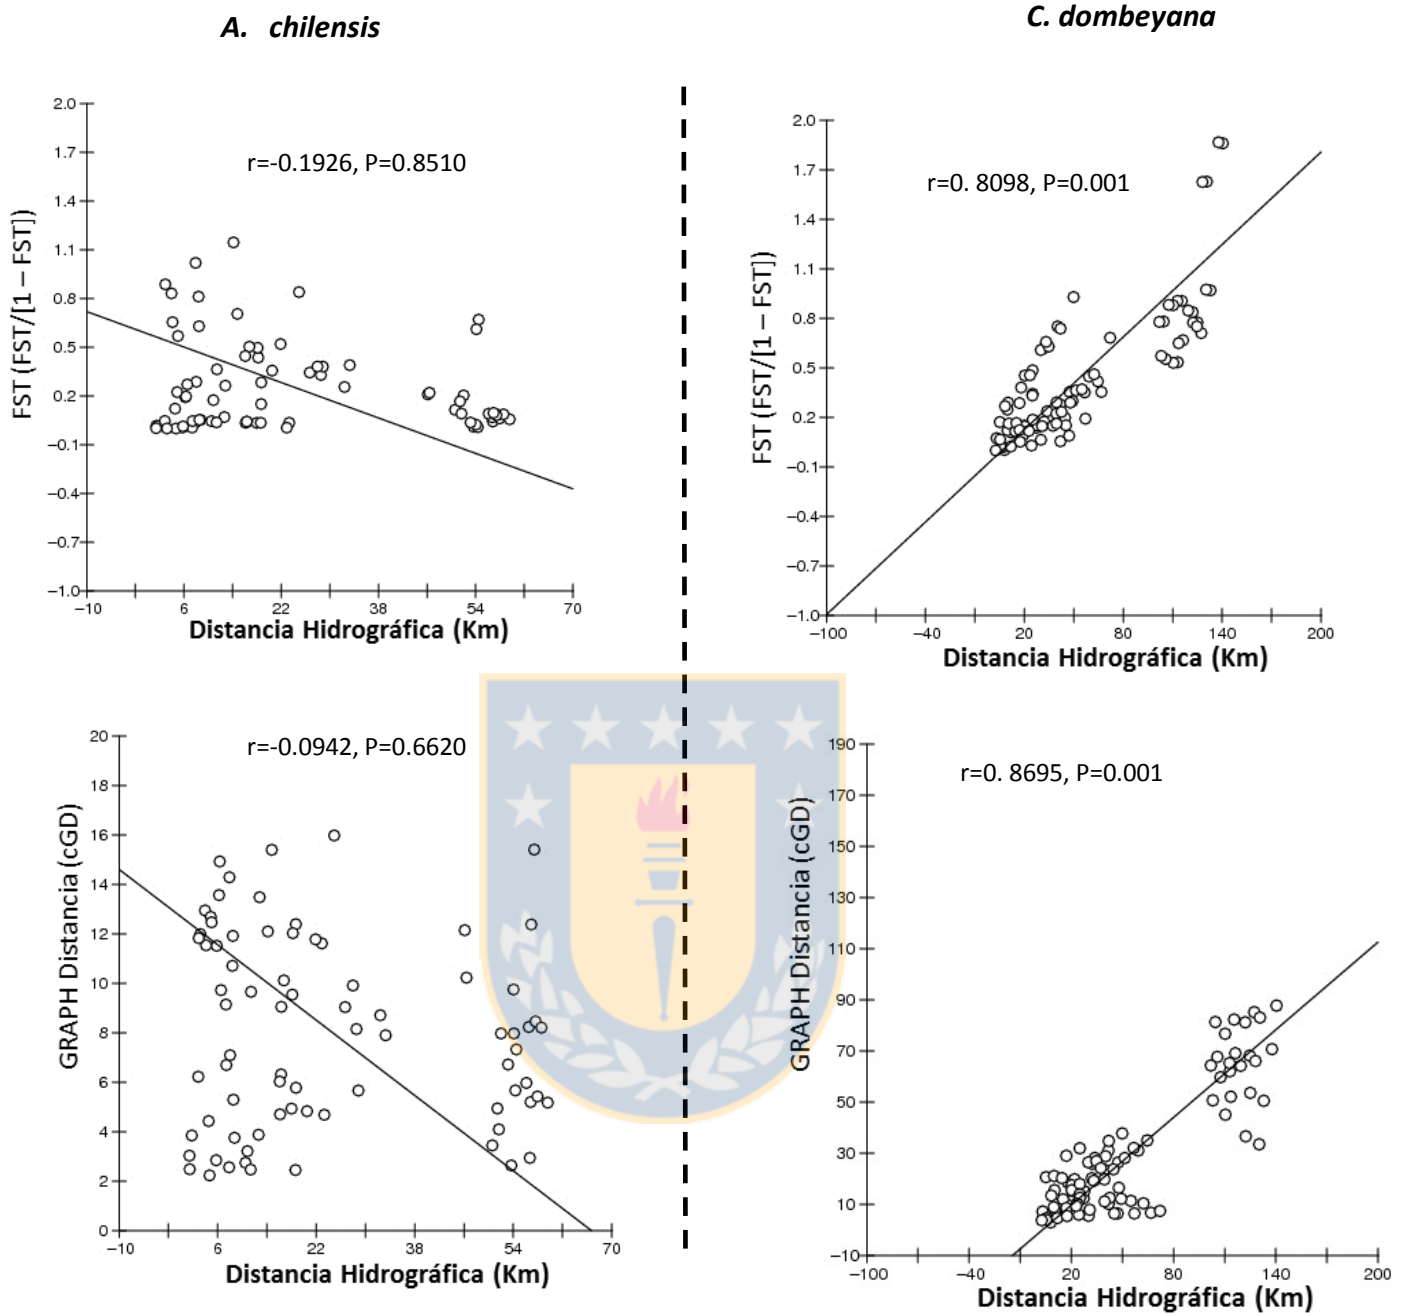 A. chilensis
C. dombeyana
r=-0.1926, P=0.8510
FST (FST/[1 – FST])
2.0
1.7
1.4
1.1
0.8
0.5
0.2
−0.1
−0.4
−0.7
−1.0
−10 6 22 38 54 70
Distancia Hidrográfica (Km)
r=0. 8098, P=0.001
FST (FST/[1 – FST])
2.0
1.7
1.4
1.1
0.8
0.5
0.2
−0.1
−0.4
−0.7
−1.0
−100 −40 20 80 140 200
Distancia Hidrográfica (Km)
r=-0.0942, P=0.6620
GRAPH Distancia (cGD)
20
18
16
14
12
10
8
6
4
2
0
−10 6 22 38 54 70
Distancia Hidrográfica (Km)
r=0. 8695, P=0.001
GRAPH Distancia (cGD)
190
170
150
130
110
90
70
50
30
10
−10
−100 −40 20 80 140 200
Distancia Hidrográfica (Km)